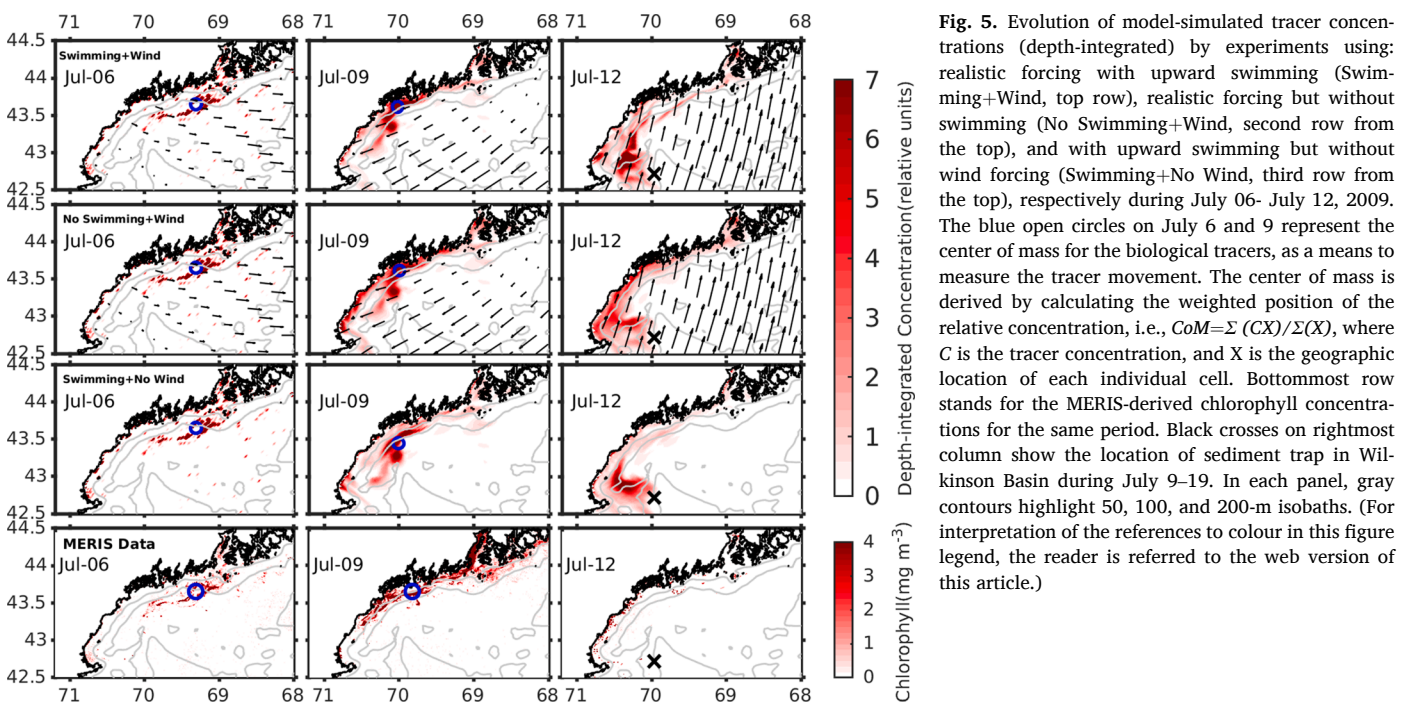 71 70 69 68 71 70 69 68 71 70 69 68
44.5
Swimming+Wind
Jul-06
Jul-09
Jul-12
44
43.5
43
42.5
44.5
No Swimming+Wind
Jul-06
Jul-09
Jul-12
44
43.5
43
42.5
44.5
Swimming+No Wind
Jul-06
Jul-09
Jul-12
44
43.5
43
42.5
44.5
MERIS Data
Jul-06
Jul-09
Jul-12
44
43.5
43
42.5
71 70 69 68 71 70 69 68 71 70 69 68
7
6
5
4
3
2
1
0
Depth-integrated Concentration(relative units)
4
3
2
1
0
Chlorophyll(mg m-3)
Fig. 5. Evolution of model-simulated tracer concen-
trations (depth-integrated) by experiments using:
realistic forcing with upward swimming (Swim-
ming+Wind, top row), realistic forcing but without
swimming (No Swimming+Wind, second row from
the top), and with upward swimming but without
wind forcing (Swimming+No Wind, third row from
the top), respectively during July 06- July 12, 2009.
The blue open circles on July 6 and 9 represent the
center of mass for the biological tracers, as a means to
measure the tracer movement. The center of mass is
derived by calculating the weighted position of the
relative concentration, i.e., CoM=Σ (CX)/Σ(X), where
C is the tracer concentration, and X is the geographic
location of each individual cell. Bottommost row
stands for the MERIS-derived chlorophyll concentra-
tions for the same period. Black crosses on rightmost
column show the location of sediment trap in Wil-
kinson Basin during July 9–19. In each panel, gray
contours highlight 50, 100, and 200-m isobaths. (For
interpretation of the references to colour in this figure
legend, the reader is referred to the web version of
this article.)